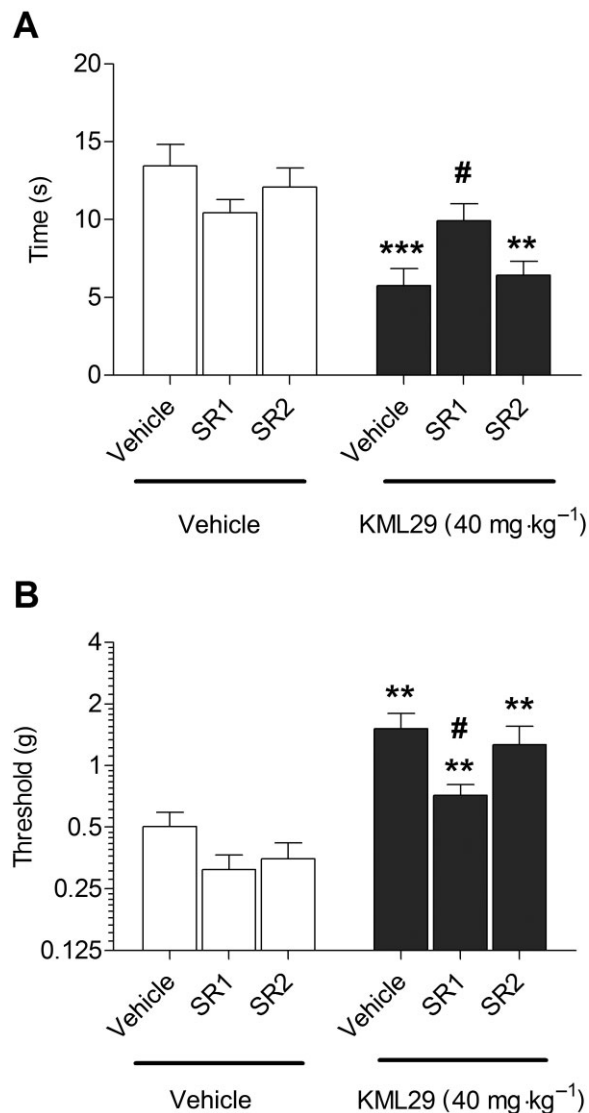 A
20
15
10
5
0
Time (s)
#
*** **
Vehicle SR1 SR2 Vehicle SR1 SR2
Vehicle KML29 (40 mg·kg⁻¹)
B
4
2
1
0.5
0.25
0.125
Threshold (g)
** **
#
**
Vehicle SR1 SR2 Vehicle SR1 SR2
Vehicle KML29 (40 mg·kg⁻¹)